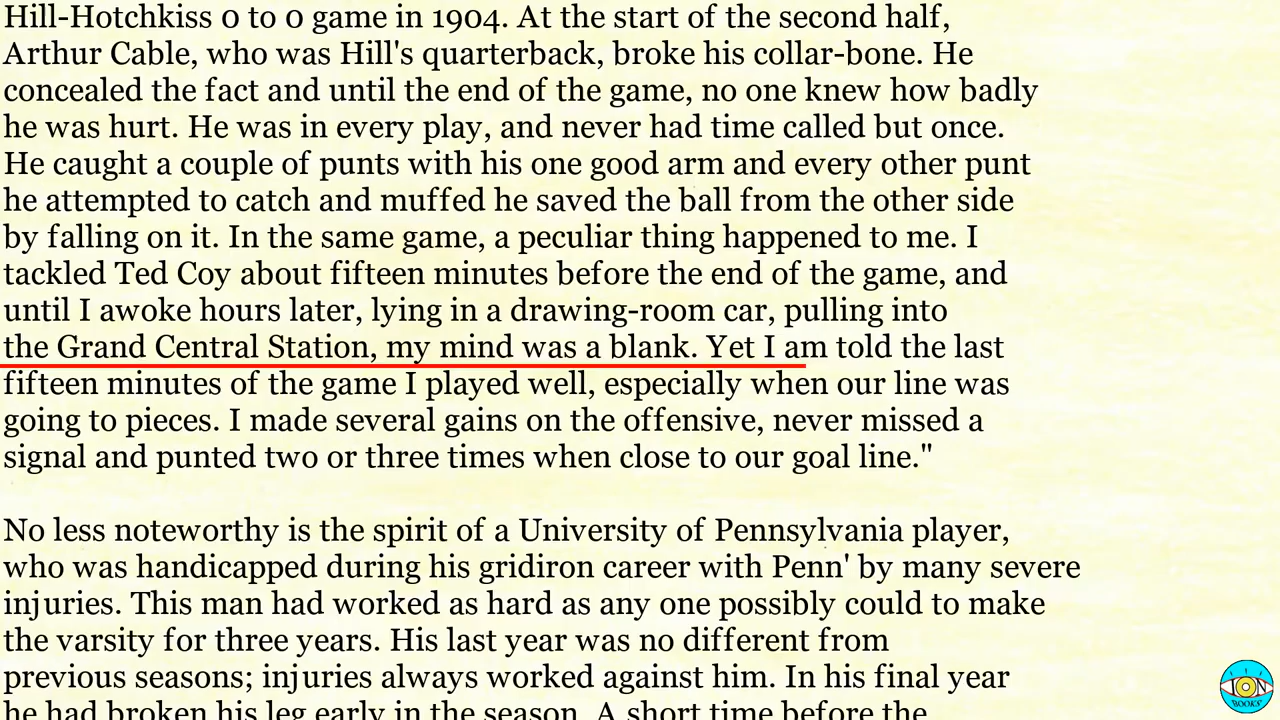 Hill-Hotchkiss 0 to 0 game in 1904. At the start of the second half,
Arthur Cable, who was Hill's quarterback, broke his collar-bone. He
concealed the fact and until the end of the game, no one knew how badly
he was hurt. He was in every play, and never had time called but once.
He caught a couple of punts with his one good arm and every other punt
he attempted to catch and muffed he saved the ball from the other side
by falling on it. In the same game, a peculiar thing happened to me. I
tackled Ted Coy about fifteen minutes before the end of the game, and
until I awoke hours later, lying in a drawing-room car, pulling into
the Grand Central Station, my mind was a blank. Yet I am told the last
fifteen minutes of the game I played well, especially when our line was
going to pieces. I made several gains on the offensive, never missed a
signal and punted two or three times when close to our goal line."
No less noteworthy is the spirit of a University of Pennsylvania player,
who was handicapped during his gridiron career with Penn' by many severe
injuries. This man had worked as hard as any one possibly could to make
the varsity for three years. His last year was no different from
previous seasons; injuries always worked against him. In his final year
he had broken his leg early in the season. A short time before the
ION
BOOKS